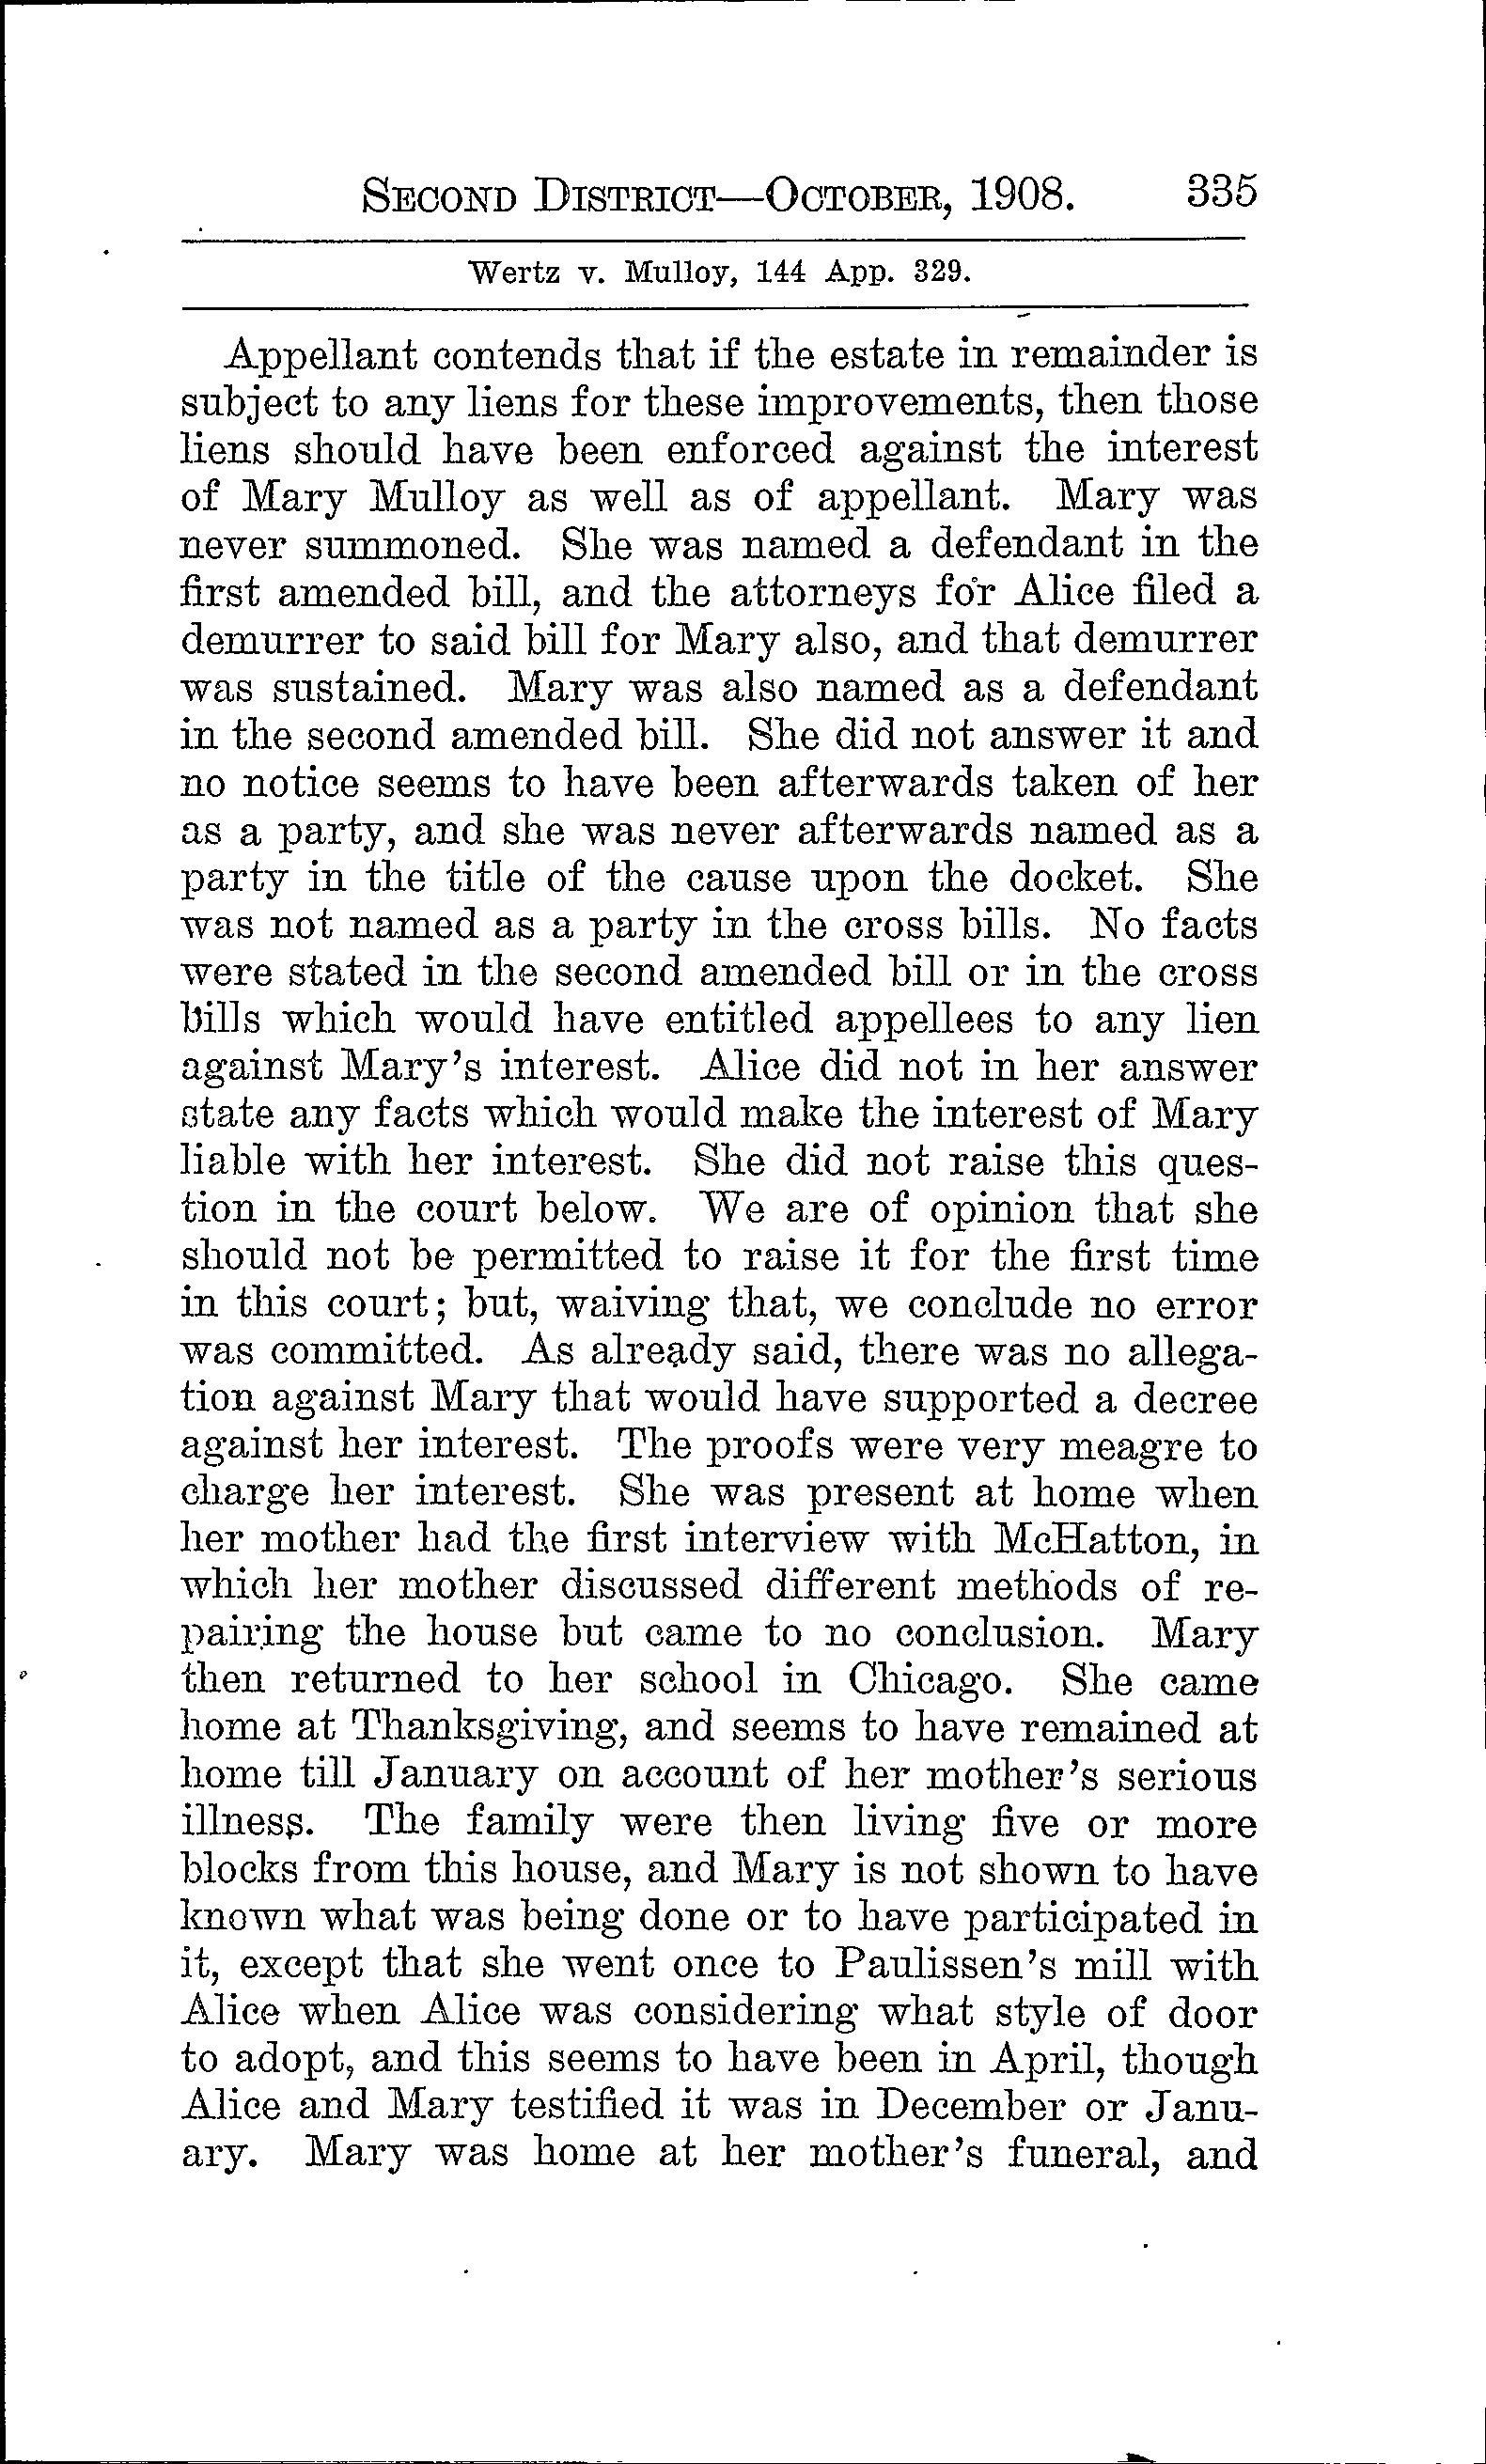 SECOND DISTRICT—OCTOBER, 1908. 335
Wertz v. Mulloy, 144 App. 329.
Appellant contends that if the estate in remainder is
subject to any liens for these improvements, then those
liens should have been enforced against the interest
of Mary Mulloy as well as of appellant. Mary was
never summoned. She was named a defendant in the
first amended bill, and the attorneys for Alice filed a
demurrer to said bill for Mary also, and that demurrer
was sustained. Mary was also named as a defendant
in the second amended bill. She did not answer it and
no notice seems to have been afterwards taken of her
as a party, and she was never afterwards named as a
party in the title of the cause upon the docket. She
was not named as a party in the cross bills. No facts
were stated in the second amended bill or in the cross
bills which would have entitled appellees to any lien
against Mary's interest. Alice did not in her answer
state any facts which would make the interest of Mary
liable with her interest. She did not raise this ques-
tion in the court below. We are of opinion that she
should not be permitted to raise it for the first time
in this court; but, waiving that, we conclude no error
was committed. As already said, there was no allega-
tion against Mary that would have supported a decree
against her interest. The proofs were very meagre to
charge her interest. She was present at home when
her mother had the first interview with McHatton, in
which her mother discussed different methods of re-
pairing the house but came to no conclusion. Mary
then returned to her school in Chicago. She came
home at Thanksgiving, and seems to have remained at
home till January on account of her mother's serious
illness. The family were then living five or more
blocks from this house, and Mary is not shown to have
known what was being done or to have participated in
it, except that she went once to Paulissen's mill with
Alice when Alice was considering what style of door
to adopt, and this seems to have been in April, though
Alice and Mary testified it was in December or Janu-
ary. Mary was home at her mother's funeral, and